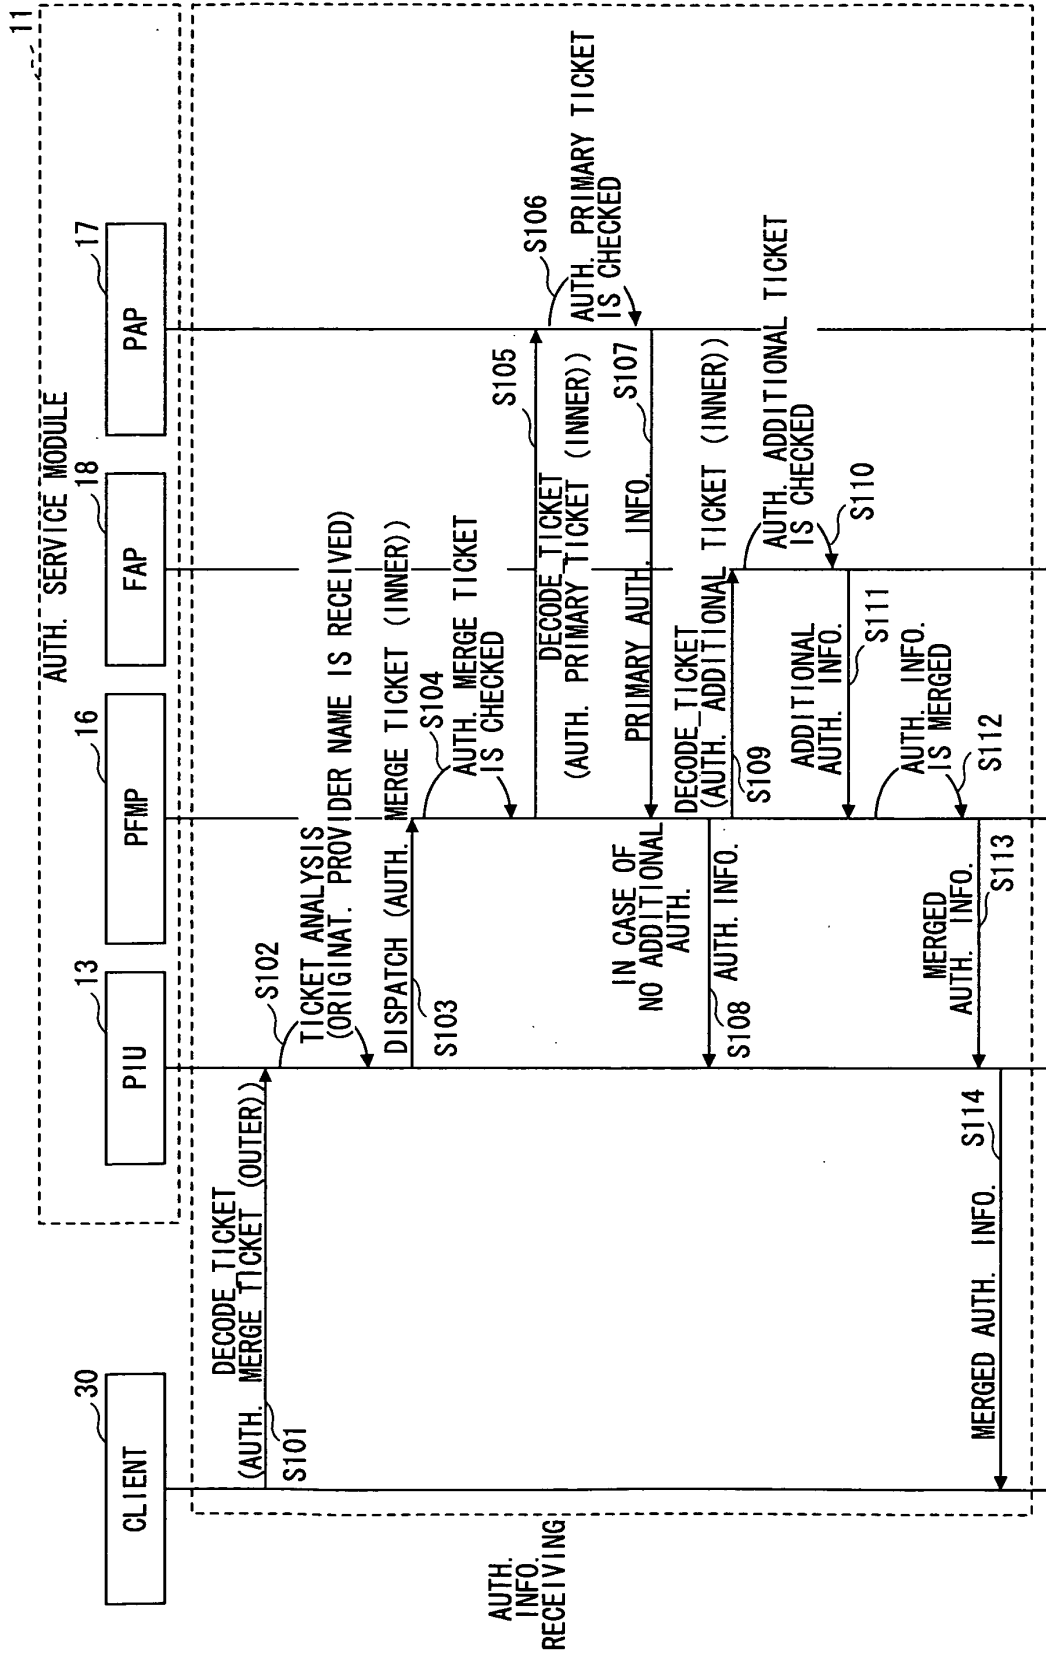 11
AUTH. SERVICE MODULE
30
CLIENT
13
PIU
16
PFMP
18
FAP
17
PAP
AUTH.
INFO.
RECEIVING
DECODE_TICKET
(AUTH. MERGE TICKET (OUTER))
S101
S102
TICKET ANALYSIS
(ORIGINAT. PROVIDER NAME IS RECEIVED)
DISPATCH (AUTH. MERGE TICKET (INNER))
S103
S104
AUTH. MERGE TICKET
IS CHECKED
S105
DECODE_TICKET
(AUTH. PRIMARY TICKET (INNER))
S106
AUTH. PRIMARY TICKET
IS CHECKED
S107
PRIMARY AUTH. INFO.
IN CASE OF
NO ADDITIONAL
AUTH.
AUTH. INFO.
S108
DECODE_TICKET
(AUTH. ADDITIONAL TICKET (INNER))
S109
AUTH. ADDITIONAL TICKET
IS CHECKED
S110
ADDITIONAL
AUTH. INFO.
S111
AUTH. INFO.
IS MERGED
S112
MERGED
AUTH. INFO.
S113
MERGED AUTH. INFO.
S114